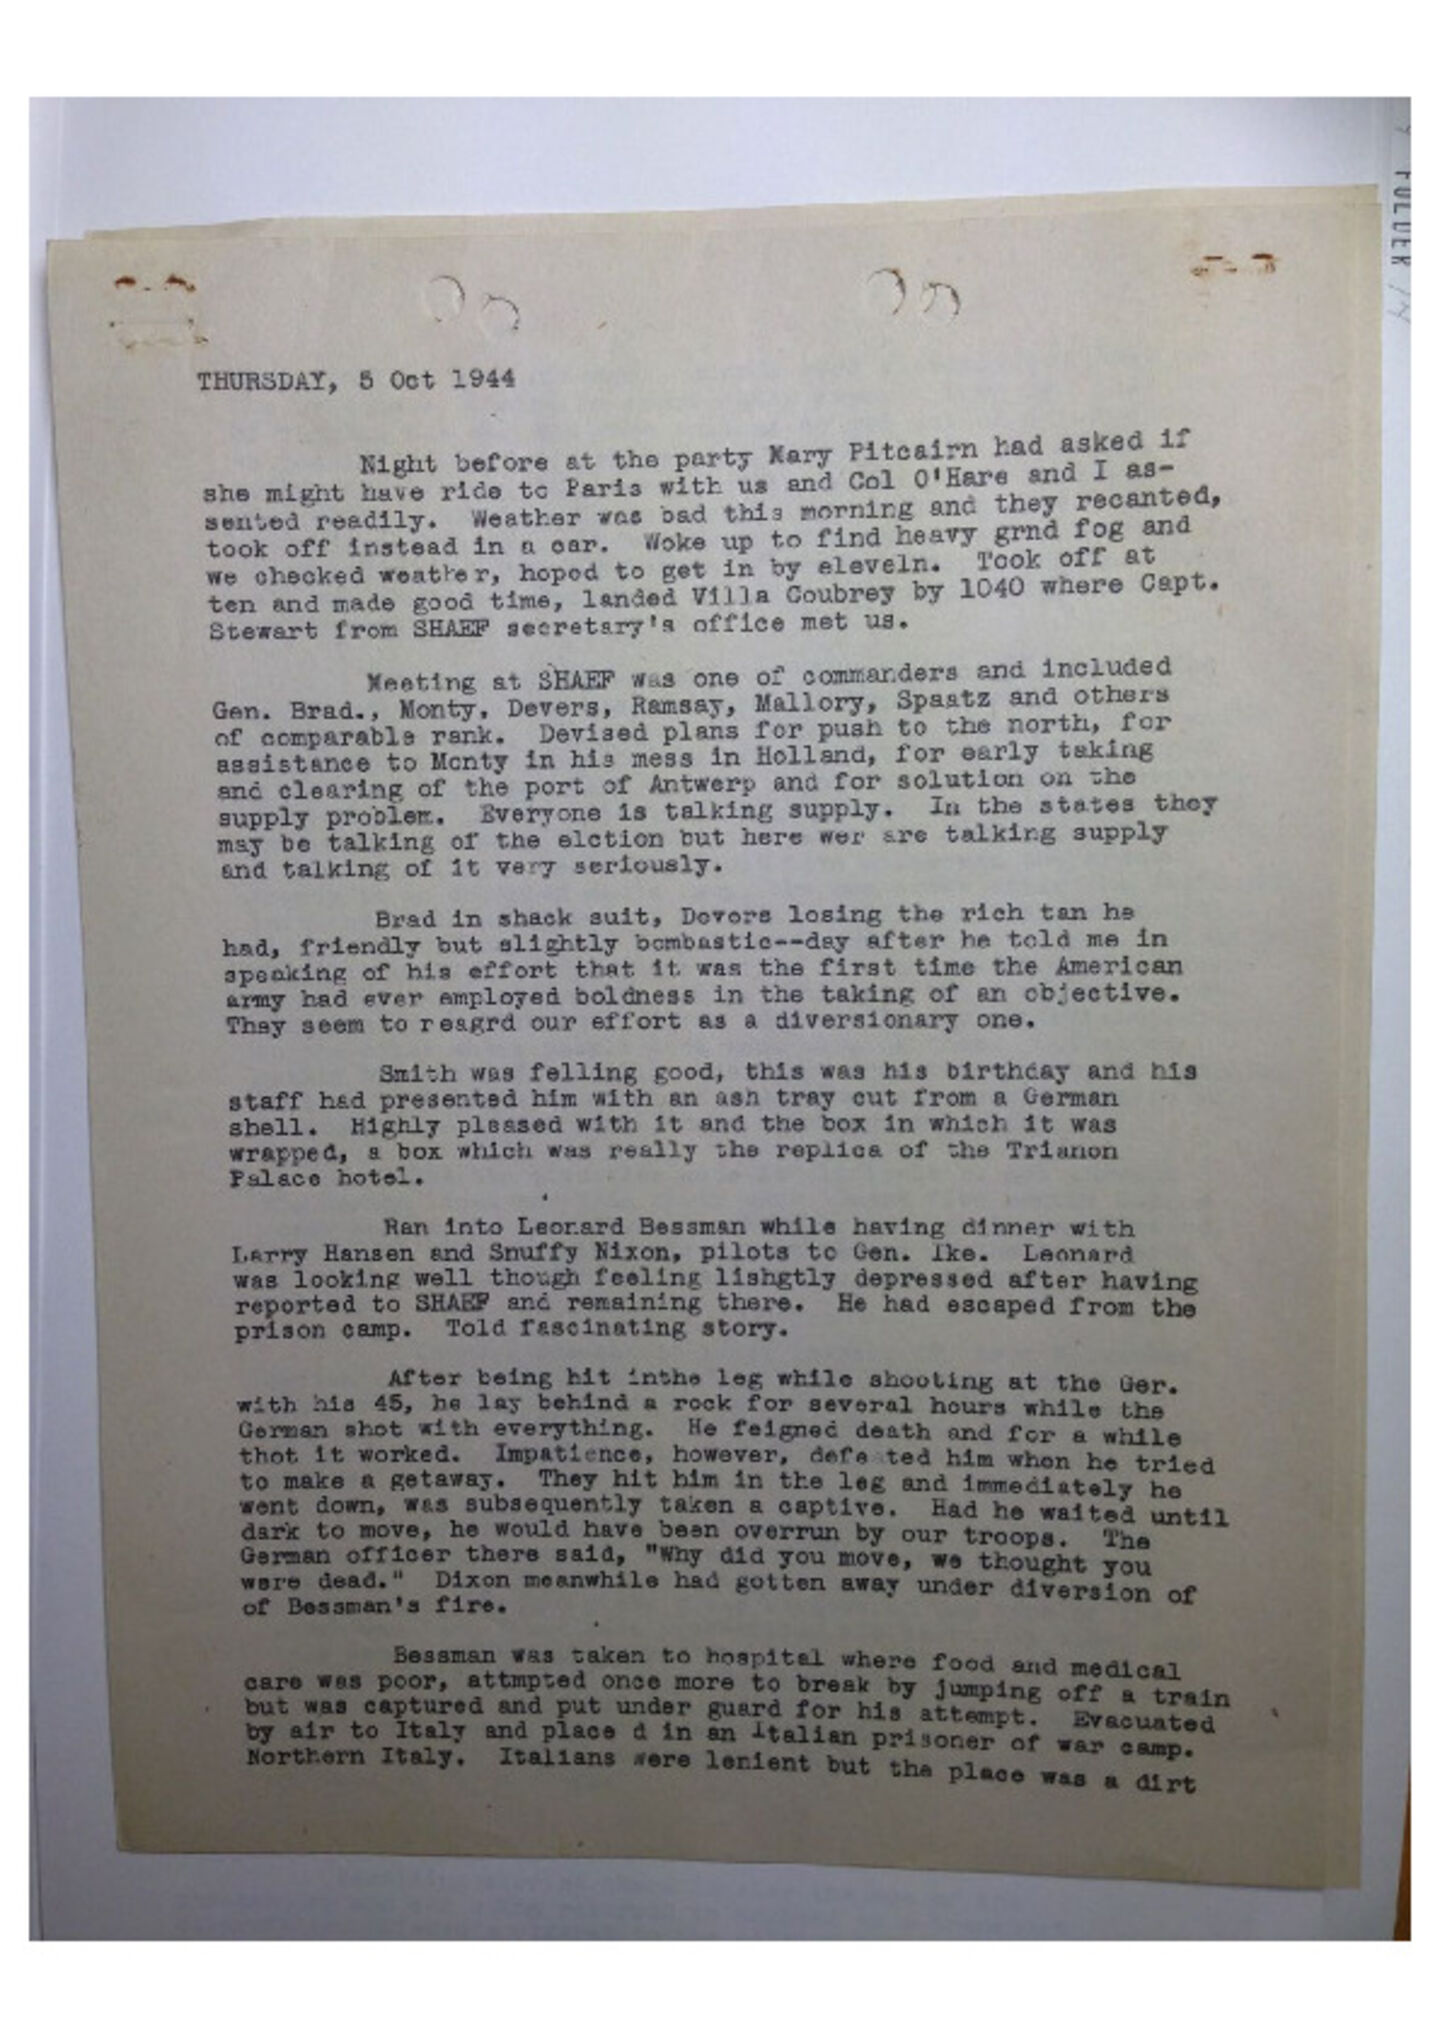 FOLDER 14
THURSDAY, 5 Oct 1944
Night before at the party Mary Pitcairn had asked if
she might have ride to Paris with us and Col O'Hare and I as-
sented readily. Weather was bad this morning and they recanted,
took off instead in a car. Woke up to find heavy grnd fog and
we checked weather, hoped to get in by eleveln. Took off at
ten and made good time, landed Villa Coubrey by 1040 where Capt.
Stewart from SHAEF secretary's office met us.
Meeting at SHAEF was one of commanders and included
Gen. Brad., Monty, Devers, Ramsay, Mallory, Spaatz and others
of comparable rank. Devised plans for push to the north, for
assistance to Monty in his mess in Holland, for early taking
and clearing of the port of Antwerp and for solution on the
supply problem. Everyone is talking supply. In the states they
may be talking of the elction but here wer are talking supply
and talking of it very seriously.
Brad in shack suit, Devers losing the rich tan he
had, friendly but slightly bombastic--day after he told me in
speaking of his effort that it was the first time the American
army had ever employed boldness in the taking of an objective.
They seem to reagrd our effort as a diversionary one.
Smith was felling good, this was his birthday and his
staff had presented him with an ash tray cut from a German
shell. Highly pleased with it and the box in which it was
wrapped, a box which was really the replica of the Trianon
Palace hotel.
Ran into Leonard Bessman while having dinner with
Larry Hansen and Snuffy Nixon, pilots to Gen. Ike. Leonard
was looking well though feeling lishgtly depressed after having
reported to SHAEF and remaining there. He had escaped from the
prison camp. Told fascinating story.
After being hit inthe leg while shooting at the Ger.
with his 45, he lay behind a rock for several hours while the
German shot with everything. He feigned death and for a while
thot it worked. Impatience, however, defeated him when he tried
to make a getaway. They hit him in the leg and immediately he
went down, was subsequently taken a captive. Had he waited until
dark to move, he would have been overrun by our troops. The
German officer there said, "Why did you move, we thought you
were dead." Dixon meanwhile had gotten away under diversion of
of Bessman's fire.
Bessman was taken to hospital where food and medical
care was poor, attmpted once more to break by jumping off a train
but was captured and put under guard for his attempt. Evacuated
by air to Italy and place d in an Italian prisoner of war camp.
Northern Italy. Italians were lenient but the place was a dirt